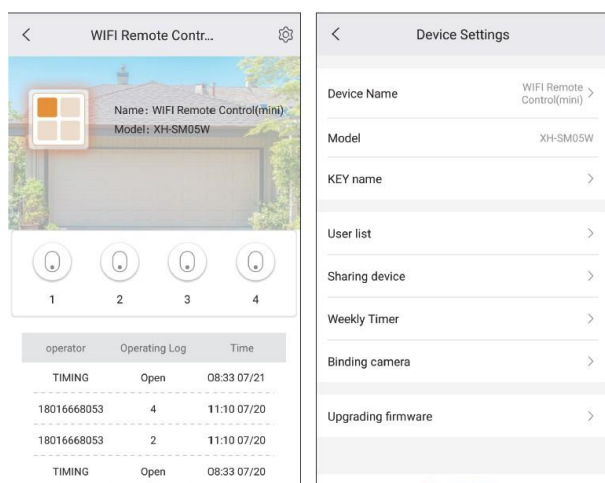 WIFI Remote Contr...
Name: WIFI Remote Control(mini)
Model: XH-SM05W
1 2 3 4
operator Operating Log Time
TIMING Open 08:33 07/21
18016668053 4 11:10 07/20
18016668053 2 11:10 07/20
TIMING Open 08:33 07/20
Device Settings
Device Name WIFI Remote
Control(mini)
Model XH-SM05W
KEY name
User list
Sharing device
Weekly Timer
Binding camera
Upgrading firmware